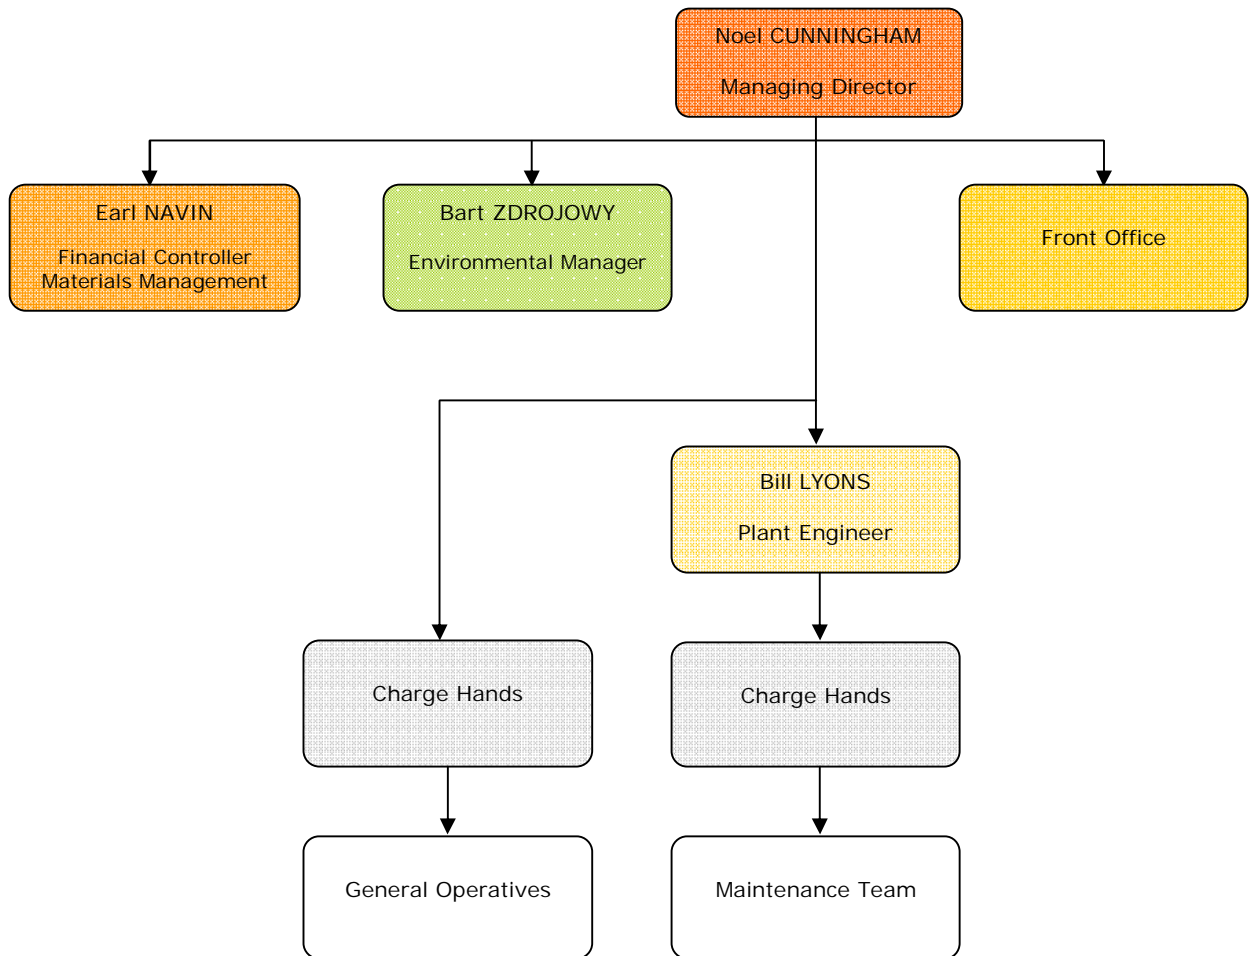 Noel CUNNINGHAM
Managing Director
Earl NAVIN
Financial Controller
Materials Management
Bart ZDROJOWY
Environmental Manager
Front Office
Bill LYONS
Plant Engineer
Charge Hands
Charge Hands
General Operatives
Maintenance Team